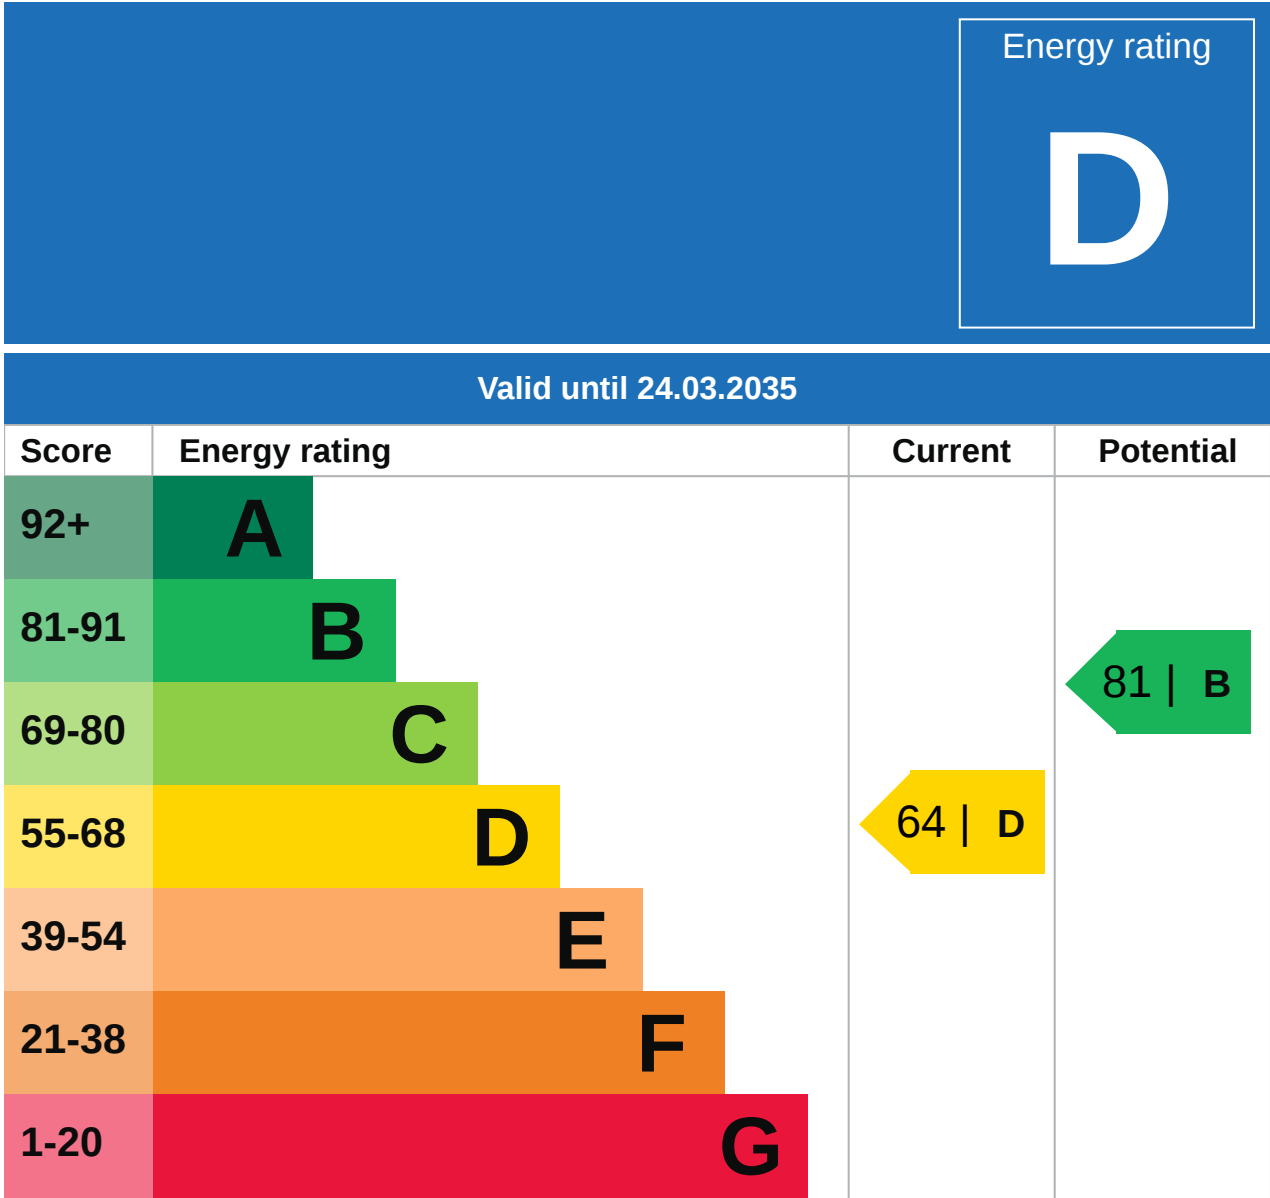 Energy rating
D
Valid until 24.03.2035
Score Energy rating Current Potential
92+ A
81-91 B
81 | B
69-80 C
55-68 D
64 | D
39-54 E
21-38 F
1-20 G